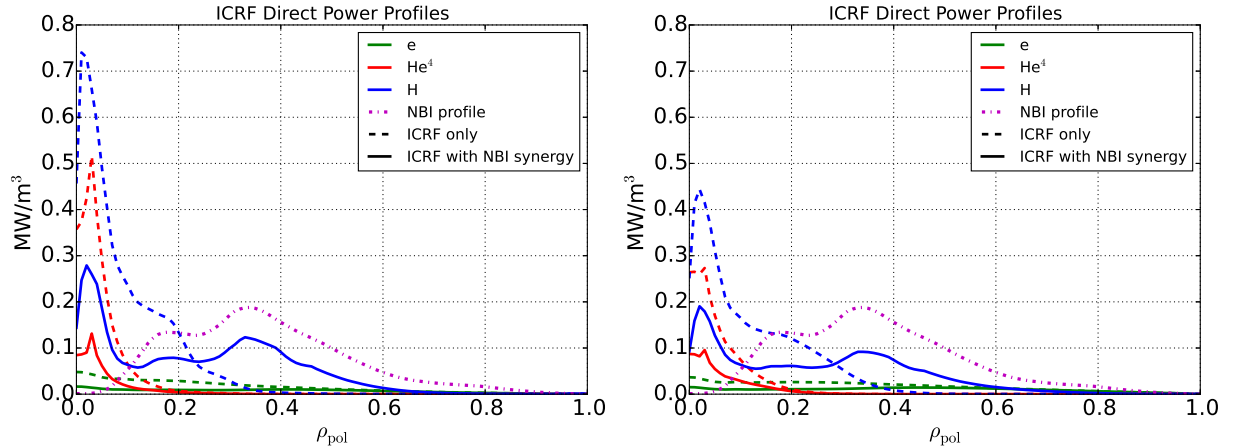 ICRF Direct Power Profiles
MW/m³
0.8
0.7
0.6
0.5
0.4
0.3
0.2
0.1
0.0
e
He⁴
H
NBI profile
ICRF only
ICRF with NBI synergy
0.0 0.2 0.4 0.6 0.8 1.0
ρpol
ICRF Direct Power Profiles
MW/m³
0.8
0.7
0.6
0.5
0.4
0.3
0.2
0.1
0.0
e
He⁴
H
NBI profile
ICRF only
ICRF with NBI synergy
0.0 0.2 0.4 0.6 0.8 1.0
ρpol